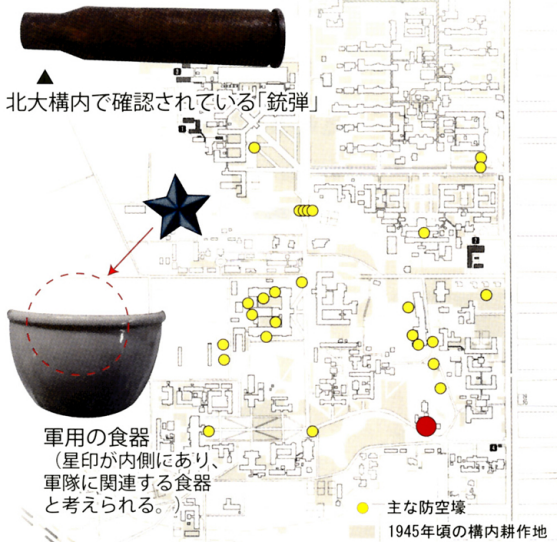 北大構内で確認されている「銃弾」
軍用の食器
（星印が内側にあり、
軍隊に関連する食器
と考えられる。）
主な防空壕
1945年頃の構内耕作地